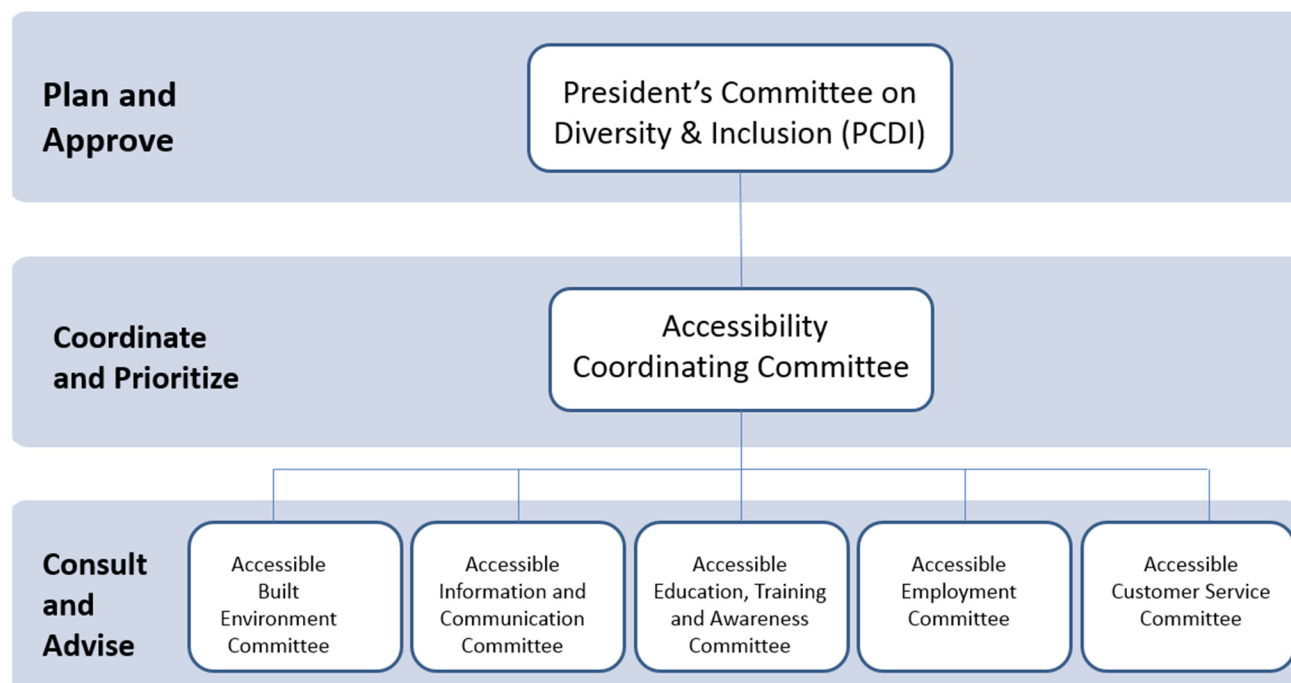 Plan and
Approve
President’s Committee on
Diversity & Inclusion (PCDI)
Coordinate
and Prioritize
Accessibility
Coordinating Committee
Consult
and
Advise
Accessible
Built
Environment
Committee
Accessible
Information and
Communication
Committee
Accessible
Education, Training
and Awareness
Committee
Accessible
Employment
Committee
Accessible
Customer Service
Committee